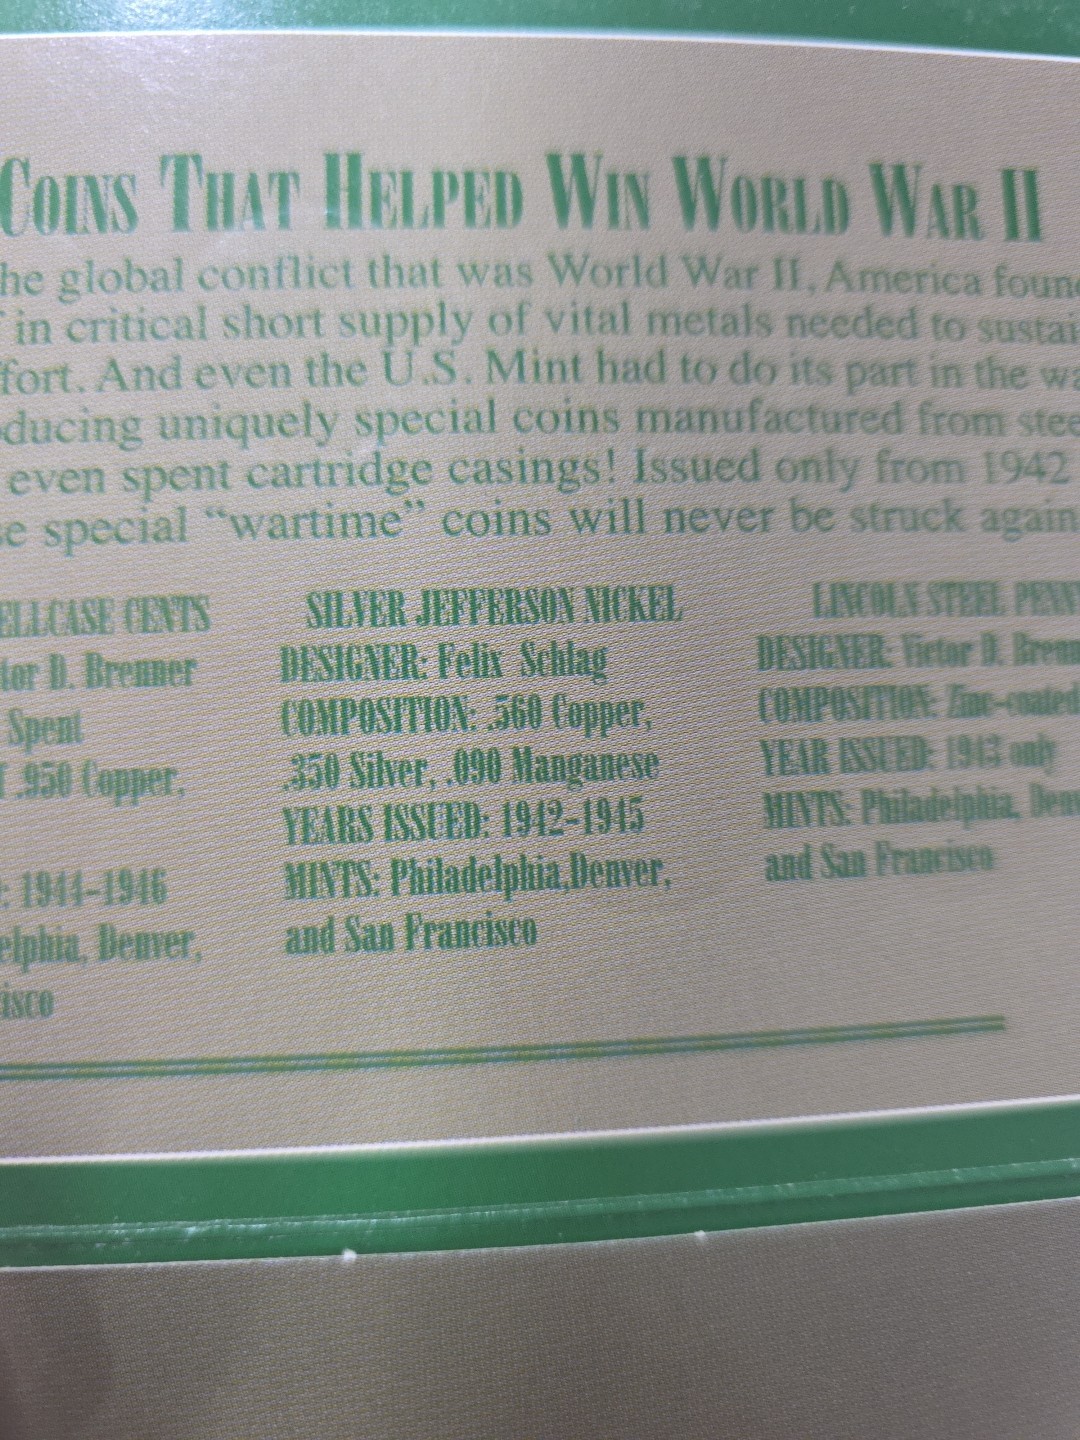 COINS THAT HELPED WIN WORLD WAR II
he global conflict that was World War II, America foun
in critical short supply of vital metals needed to sustai
fort. And even the U.S. Mint had to do its part in the wa
ducing uniquely special coins manufactured from stee
even spent cartridge casings! Issued only from 1942
e special “wartime” coins will never be struck again
ELLCASE CENTS
tor D. Brenner
Spent
.950 Copper,
: 1944-1946
elphia, Denver,
isco
SILVER JEFFERSON NICKEL
DESIGNER: Felix Schlag
COMPOSITION: .560 Copper,
.350 Silver, .090 Manganese
YEARS ISSUED: 1942-1945
MINTS: Philadelphia,Denver,
and San Francisco
LINCOLN STEEL PENN
DESIGNER: Victor D. Brenn
COMPOSITION: Zinc-coated
YEAR ISSUED: 1943 only
MINTS: Philadelphia, Denv
and San Francisco